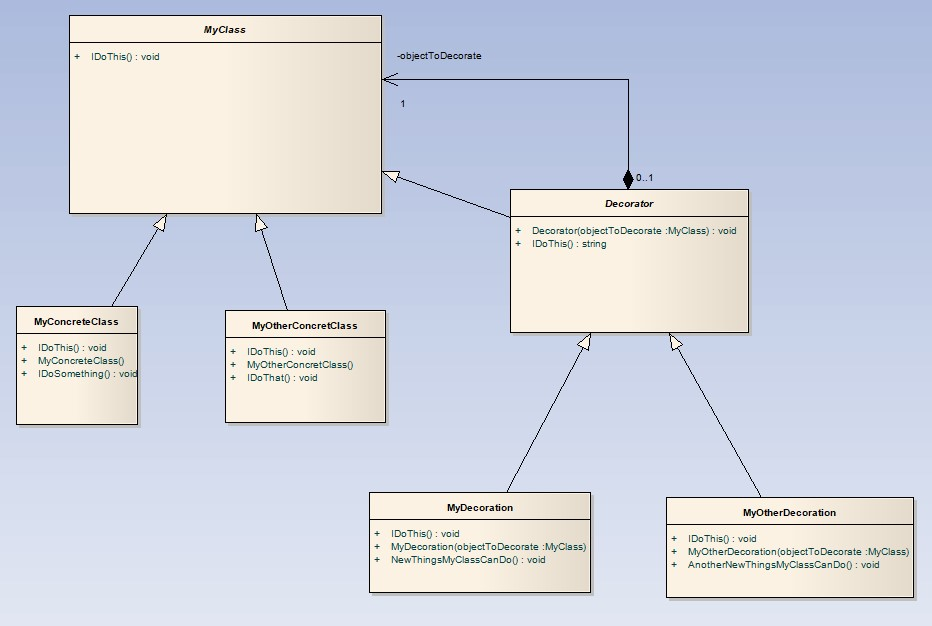 MyClass
+ IDoThis() : void
-objectToDecorate
1
0..1
Decorator
+ Decorator(objectToDecorate :MyClass) : void
+ IDoThis() : string
MyConcreteClass
+ IDoThis() : void
+ MyConcreteClass()
+ IDoSomething() : void
MyOtherConcretClass
+ IDoThis() : void
+ MyOtherConcretClass()
+ IDoThat() : void
MyDecoration
+ IDoThis() : void
+ MyDecoration(objectToDecorate :MyClass)
+ NewThingsMyClassCanDo() : void
MyOtherDecoration
+ IDoThis() : void
+ MyOtherDecoration(objectToDecorate :MyClass)
+ AnotherNewThingsMyClassCanDo() : void